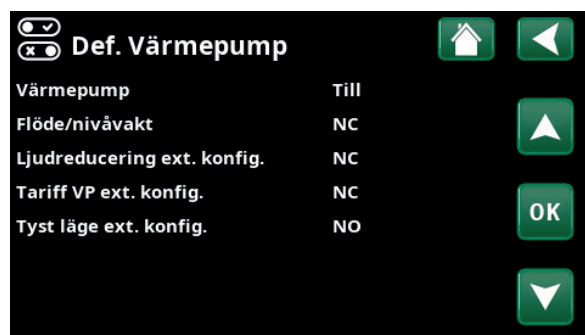 Def. Värmepump
Värmepump Till
Flöde/nivåvakt NC
Ljudreducering ext. konfig. NC
Tariff VP ext. konfig. NC
Tyst läge ext. konfig. NO
OK